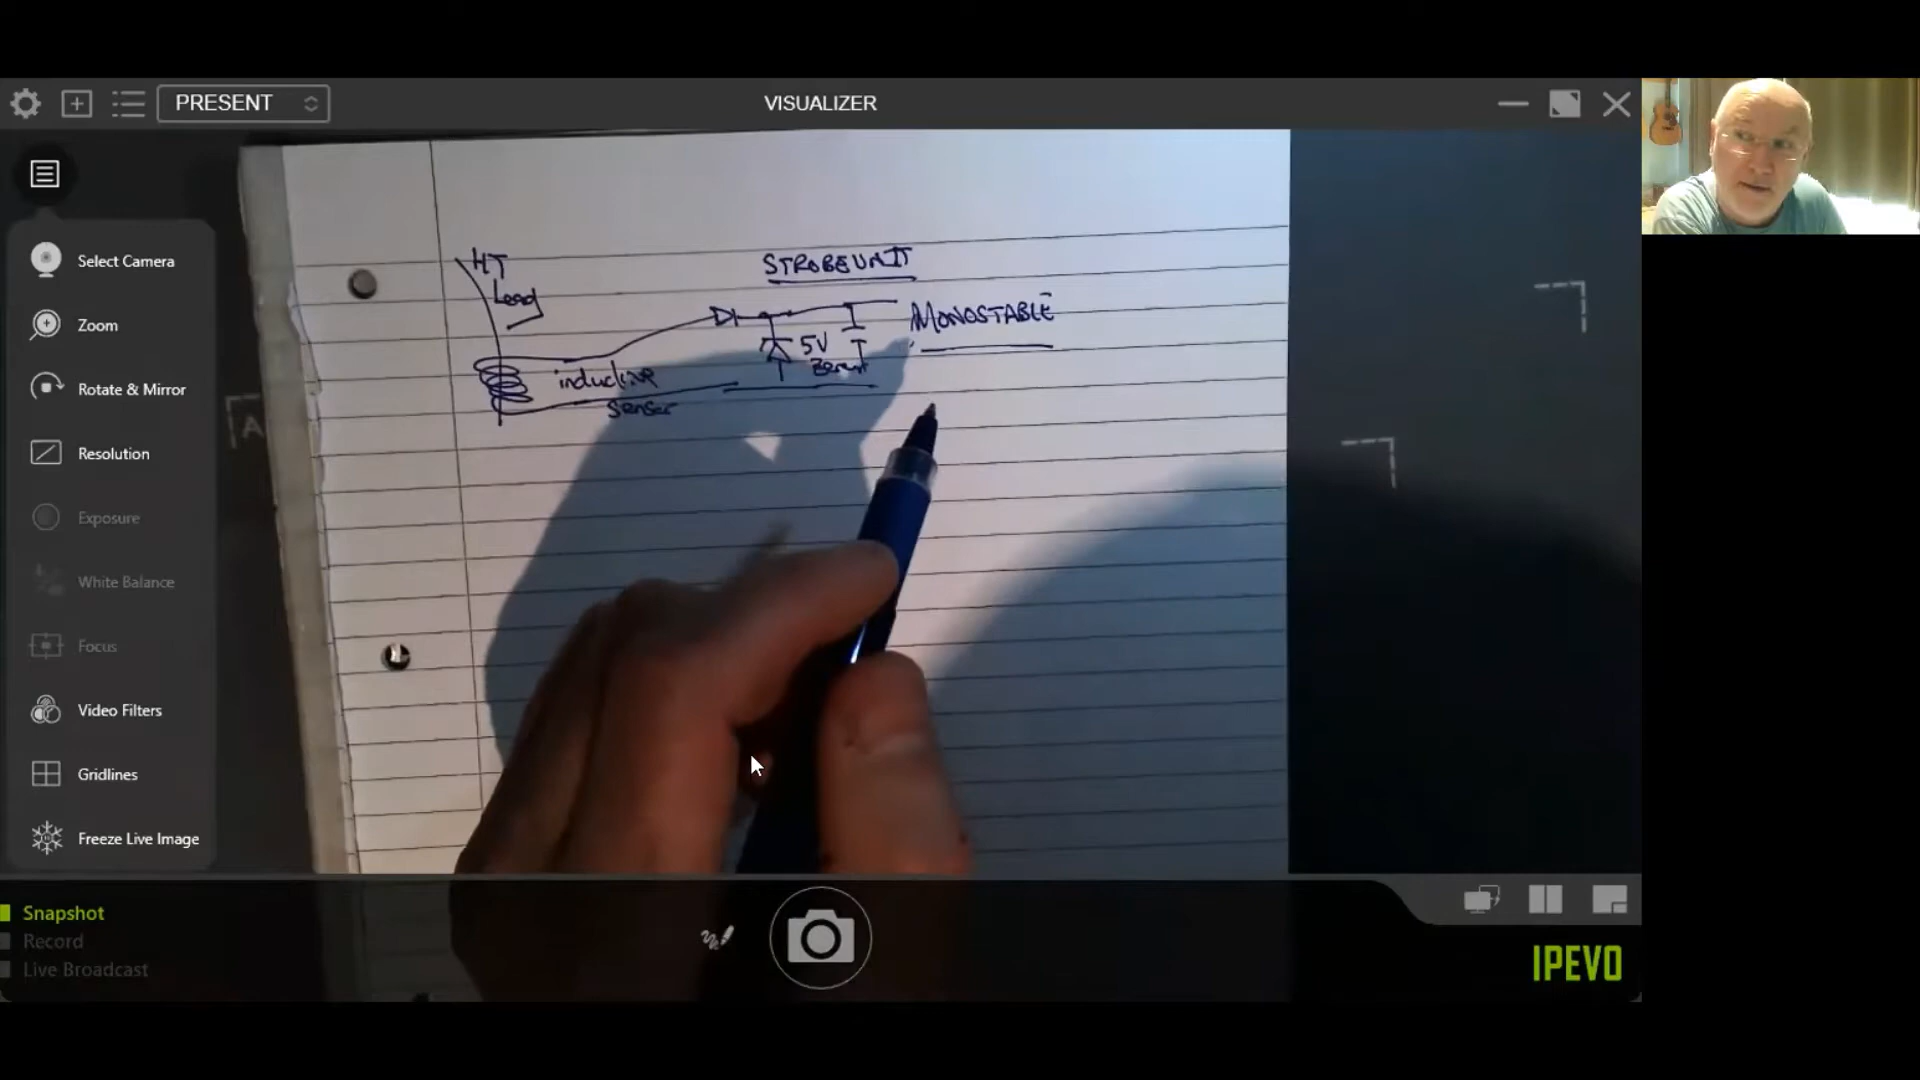 PRESENT
VISUALIZER
Select Camera
Zoom
Rotate & Mirror
Resolution
Exposure
White Balance
Focus
Video Filters
Gridlines
Freeze Live Image
HT
Lead
STROBE UNIT
MONOSTABLE
5V
Zener
inductive
sensor
A
Snapshot
Record
Live Broadcast
IPEVO